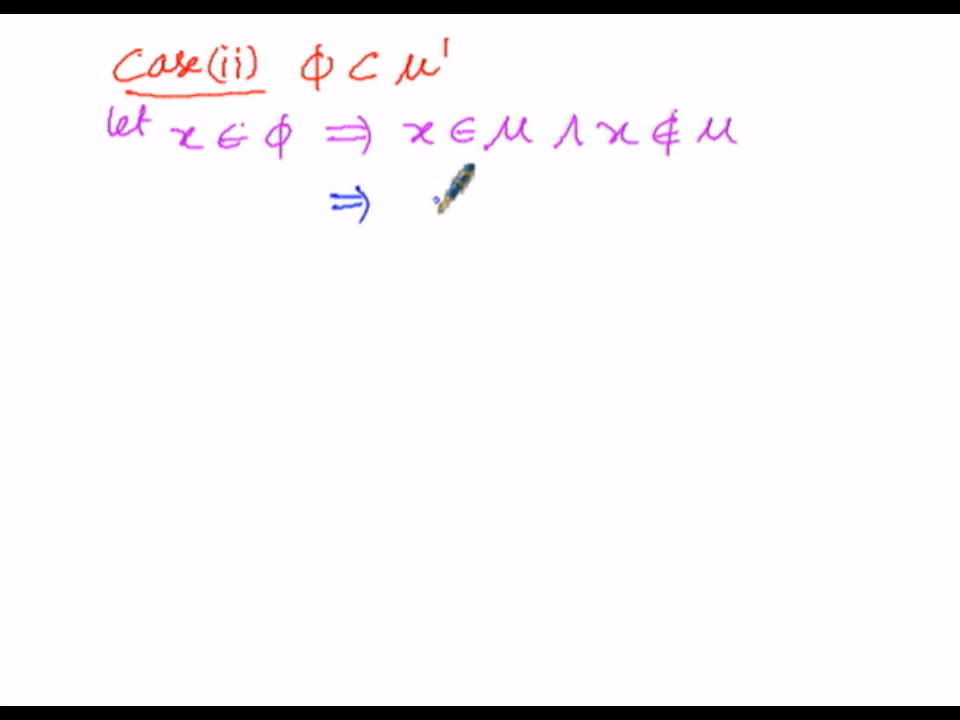 Case(ii) ϕ ⊂ μ'
let x ∈ ϕ ⇒ x ∈ μ ∧ x ∉ μ
⇒